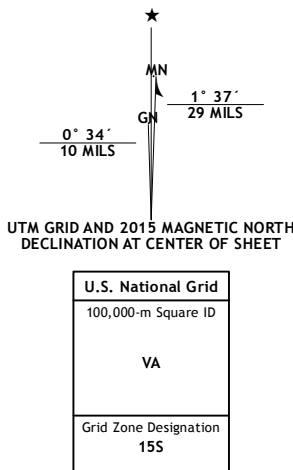 MN
1° 37´
29 MILS
GN
0° 34´
10 MILS
UTM GRID AND 2015 MAGNETIC NORTH
DECLINATION AT CENTER OF SHEET
U.S. National Grid
100,000-m Square ID
VA
Grid Zone Designation
15S